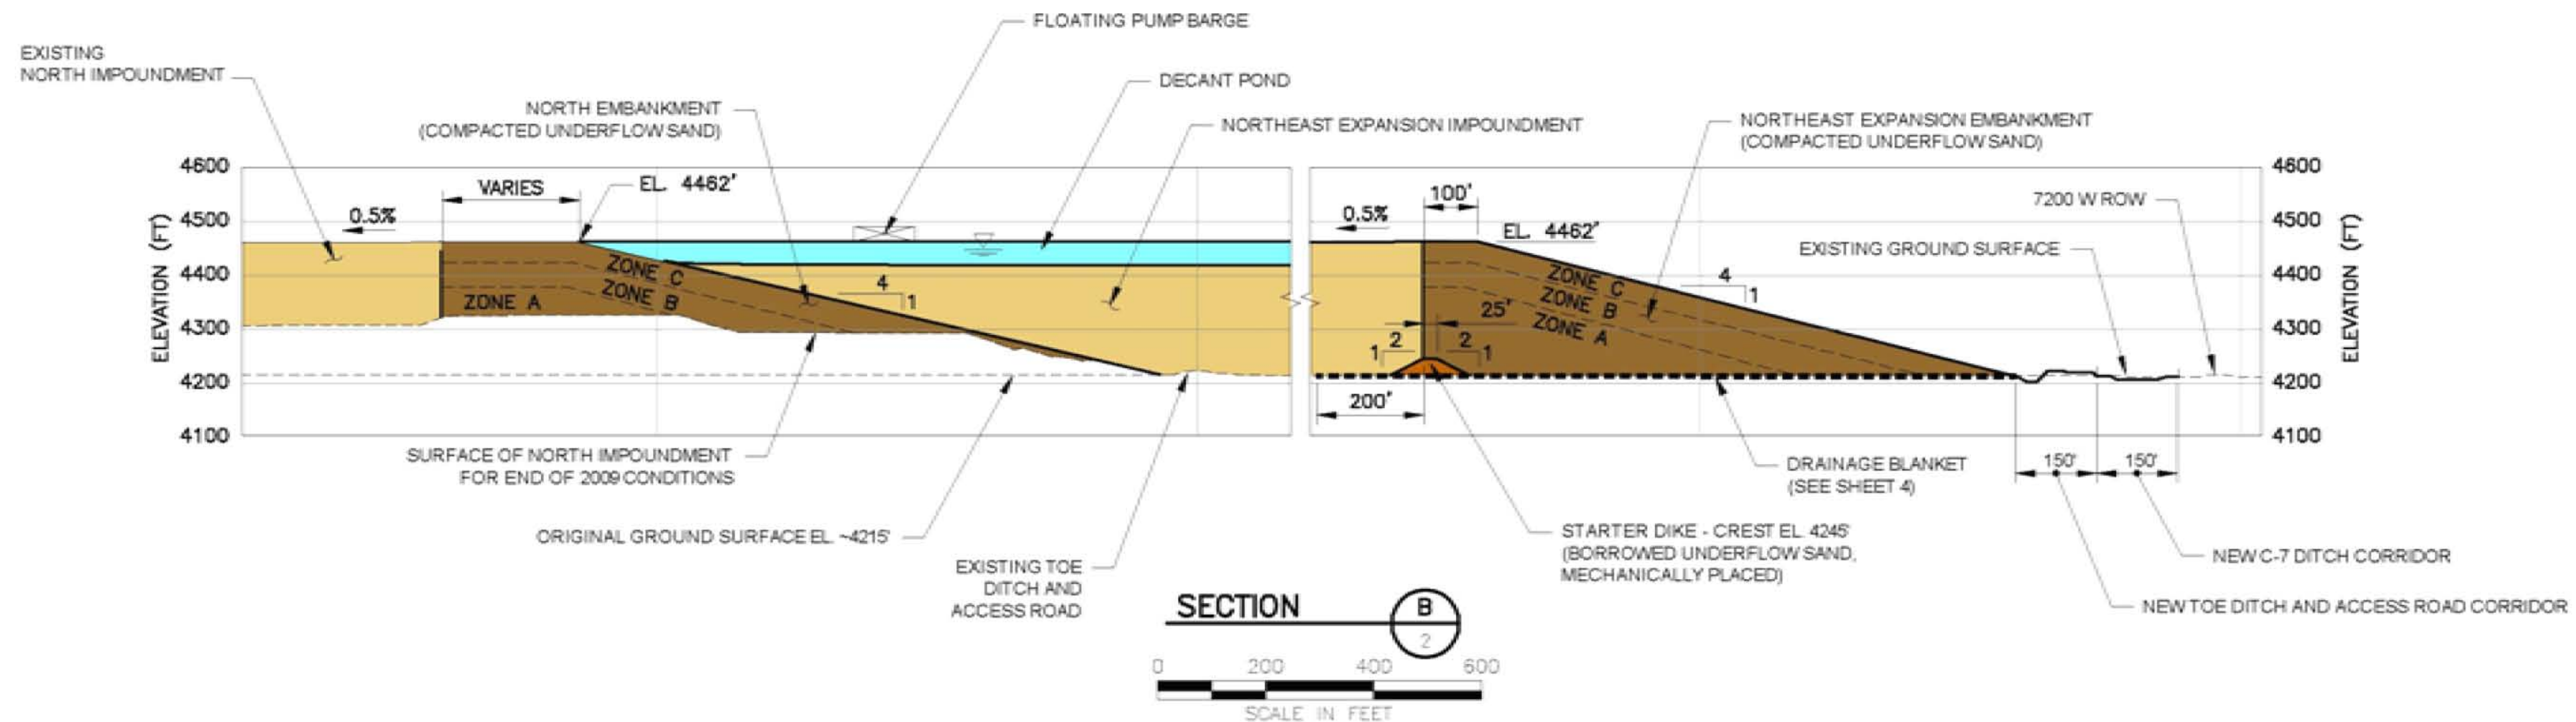 FLOATING PUMP BARGE
EXISTING
NORTH IMPOUNDMENT
DECANT POND
NORTH EMBANKMENT
(COMPACTED UNDERFLOW SAND)
NORTHEAST EXPANSION IMPOUNDMENT
NORTHEAST EXPANSION EMBANKMENT
(COMPACTED UNDERFLOW SAND)
4600
4500
4400
4300
4200
4100
ELEVATION (FT)
0.5%
VARIES
EL. 4462'
ZONE C
ZONE B
ZONE A
4
1
0.5%
100'
EL. 4462'
ZONE C
ZONE B
ZONE A
4
1
25'
2
1
2
1
200'
7200 W ROW
EXISTING GROUND SURFACE
4600
4500
4400
4300
4200
4100
ELEVATION (FT)
150'
150'
SURFACE OF NORTH IMPOUNDMENT
FOR END OF 2009 CONDITIONS
ORIGINAL GROUND SURFACE EL. ~4215'
EXISTING TOE
DITCH AND
ACCESS ROAD
DRAINAGE BLANKET
(SEE SHEET 4)
STARTER DIKE - CREST EL. 4245'
(BORROWED UNDERFLOW SAND,
MECHANICALLY PLACED)
NEW C-7 DITCH CORRIDOR
NEW TOE DITCH AND ACCESS ROAD CORRIDOR
SECTION
B
2
0 200 400 600
SCALE IN FEET